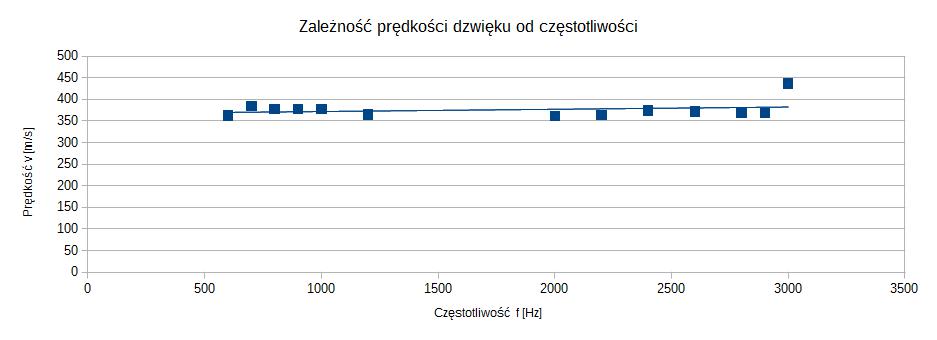 Zależność prędkości dzwięku od częstotliwości
500
450
400
350
300
250
200
150
100
50
0
Prędkość v [m/s]
0 500 1000 1500 2000 2500 3000 3500
Częstotliwość f [Hz]